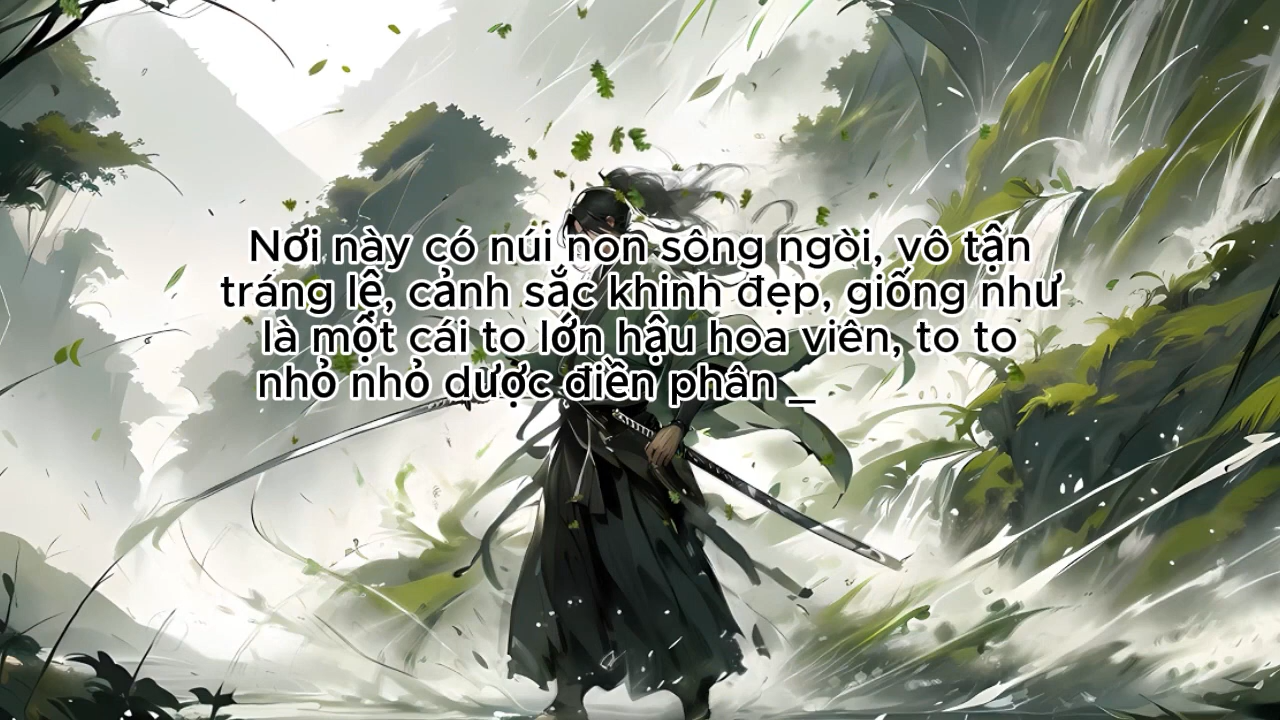 Nơi này có núi non sông ngòi, vô tận
tráng lệ, cảnh sắc khinh đẹp, giống như
là một cái to lớn hậu hoa viên, to to
nhỏ nhỏ dược điền phân _